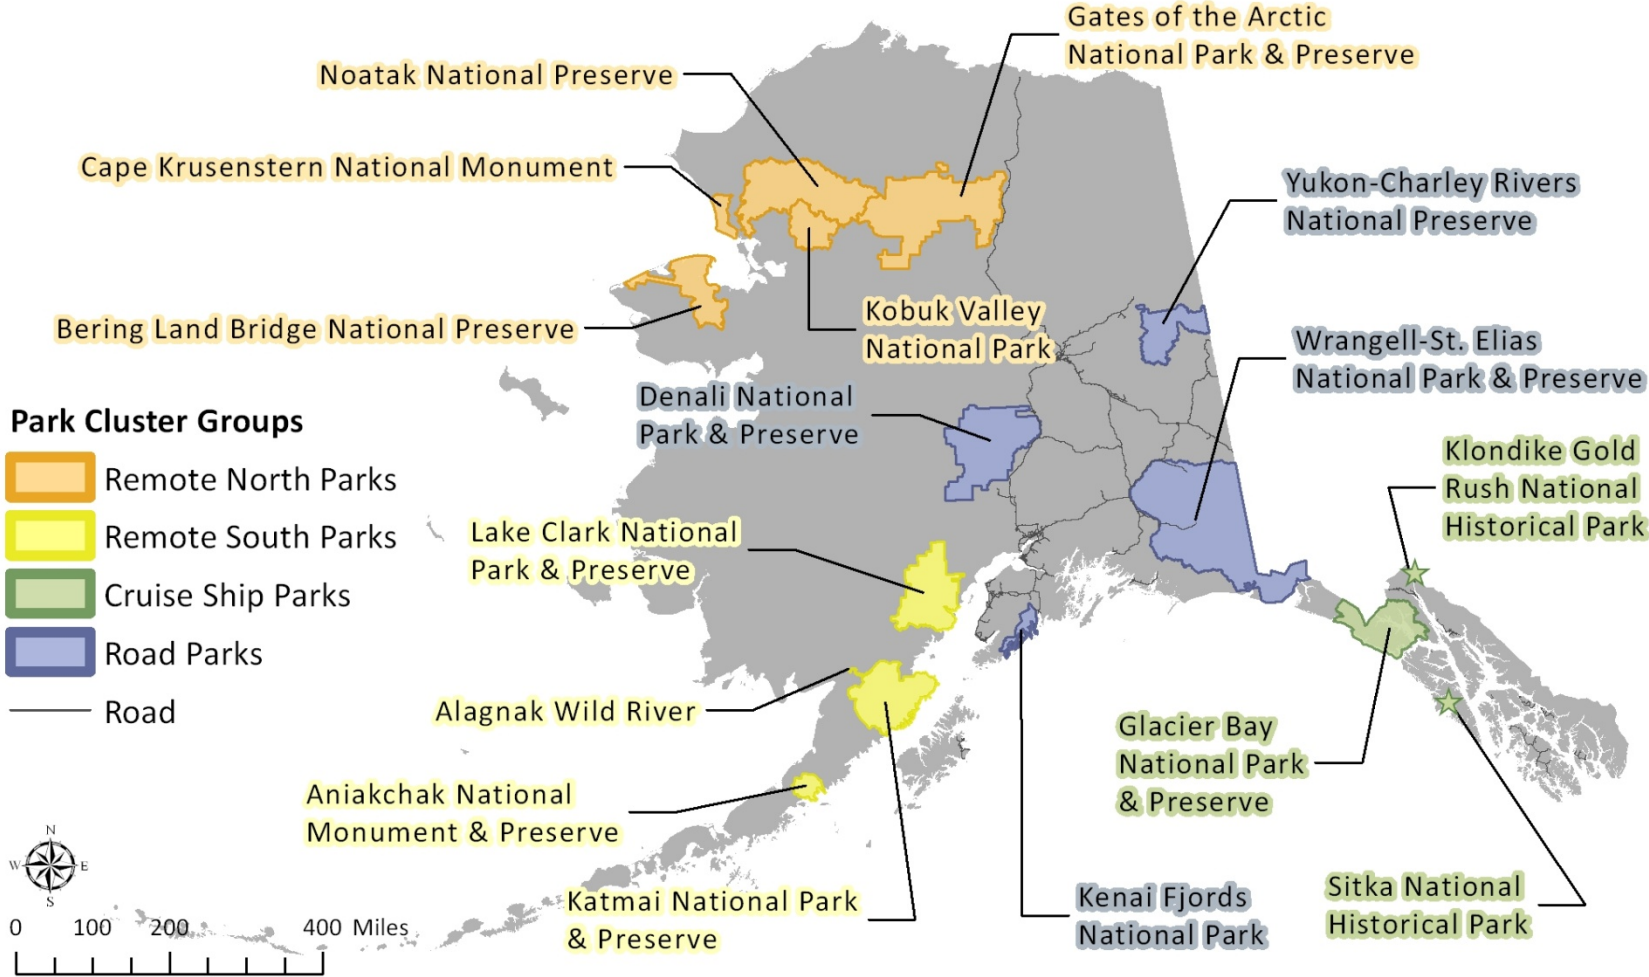 Gates of the Arctic
National Park & Preserve
Noatak National Preserve
Cape Krusenstern National Monument
Yukon-Charley Rivers
National Preserve
Bering Land Bridge National Preserve
Kobuk Valley
National Park
Wrangell-St. Elias
National Park & Preserve
Denali National
Park & Preserve
Klondike Gold
Rush National
Historical Park
Park Cluster Groups
Remote North Parks
Remote South Parks
Cruise Ship Parks
Road Parks
Road
Lake Clark National
Park & Preserve
Alagnak Wild River
Glacier Bay
National Park
& Preserve
Aniakchak National
Monument & Preserve
Katmai National Park
& Preserve
Kenai Fjords
National Park
Sitka National
Historical Park
N
W E
S
0 100 200 400 Miles